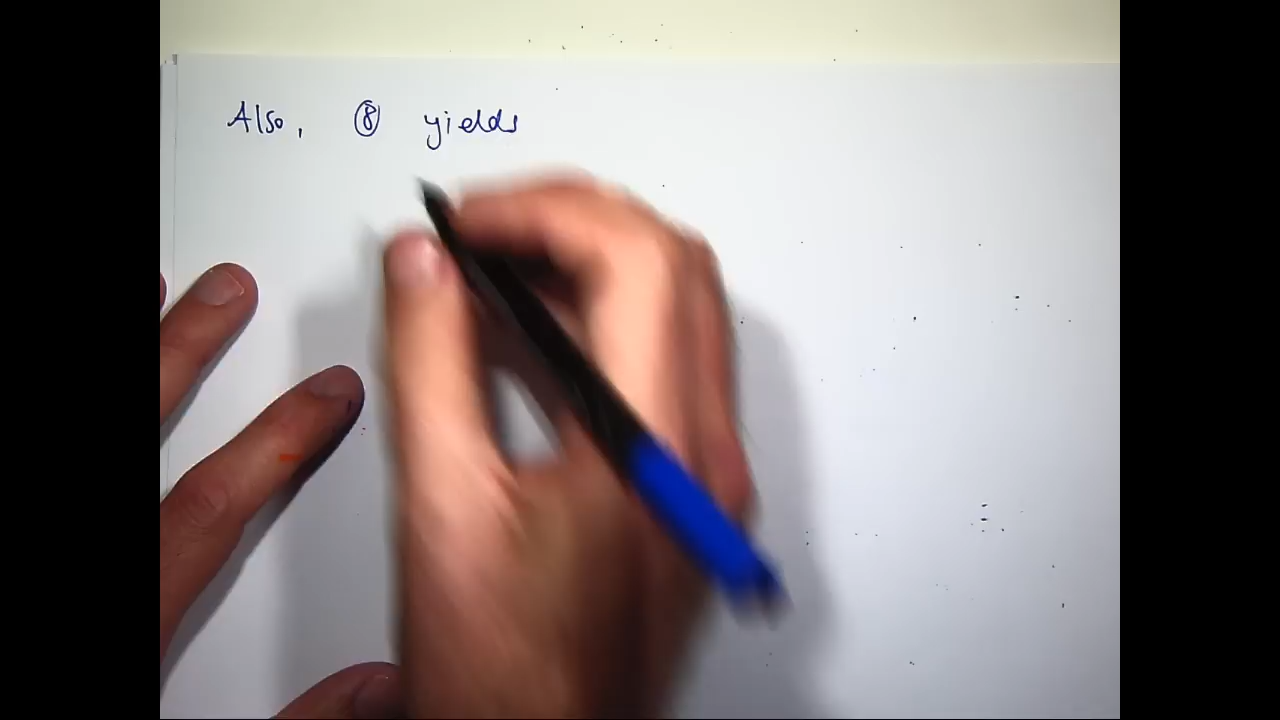 Also, ⑧ yields